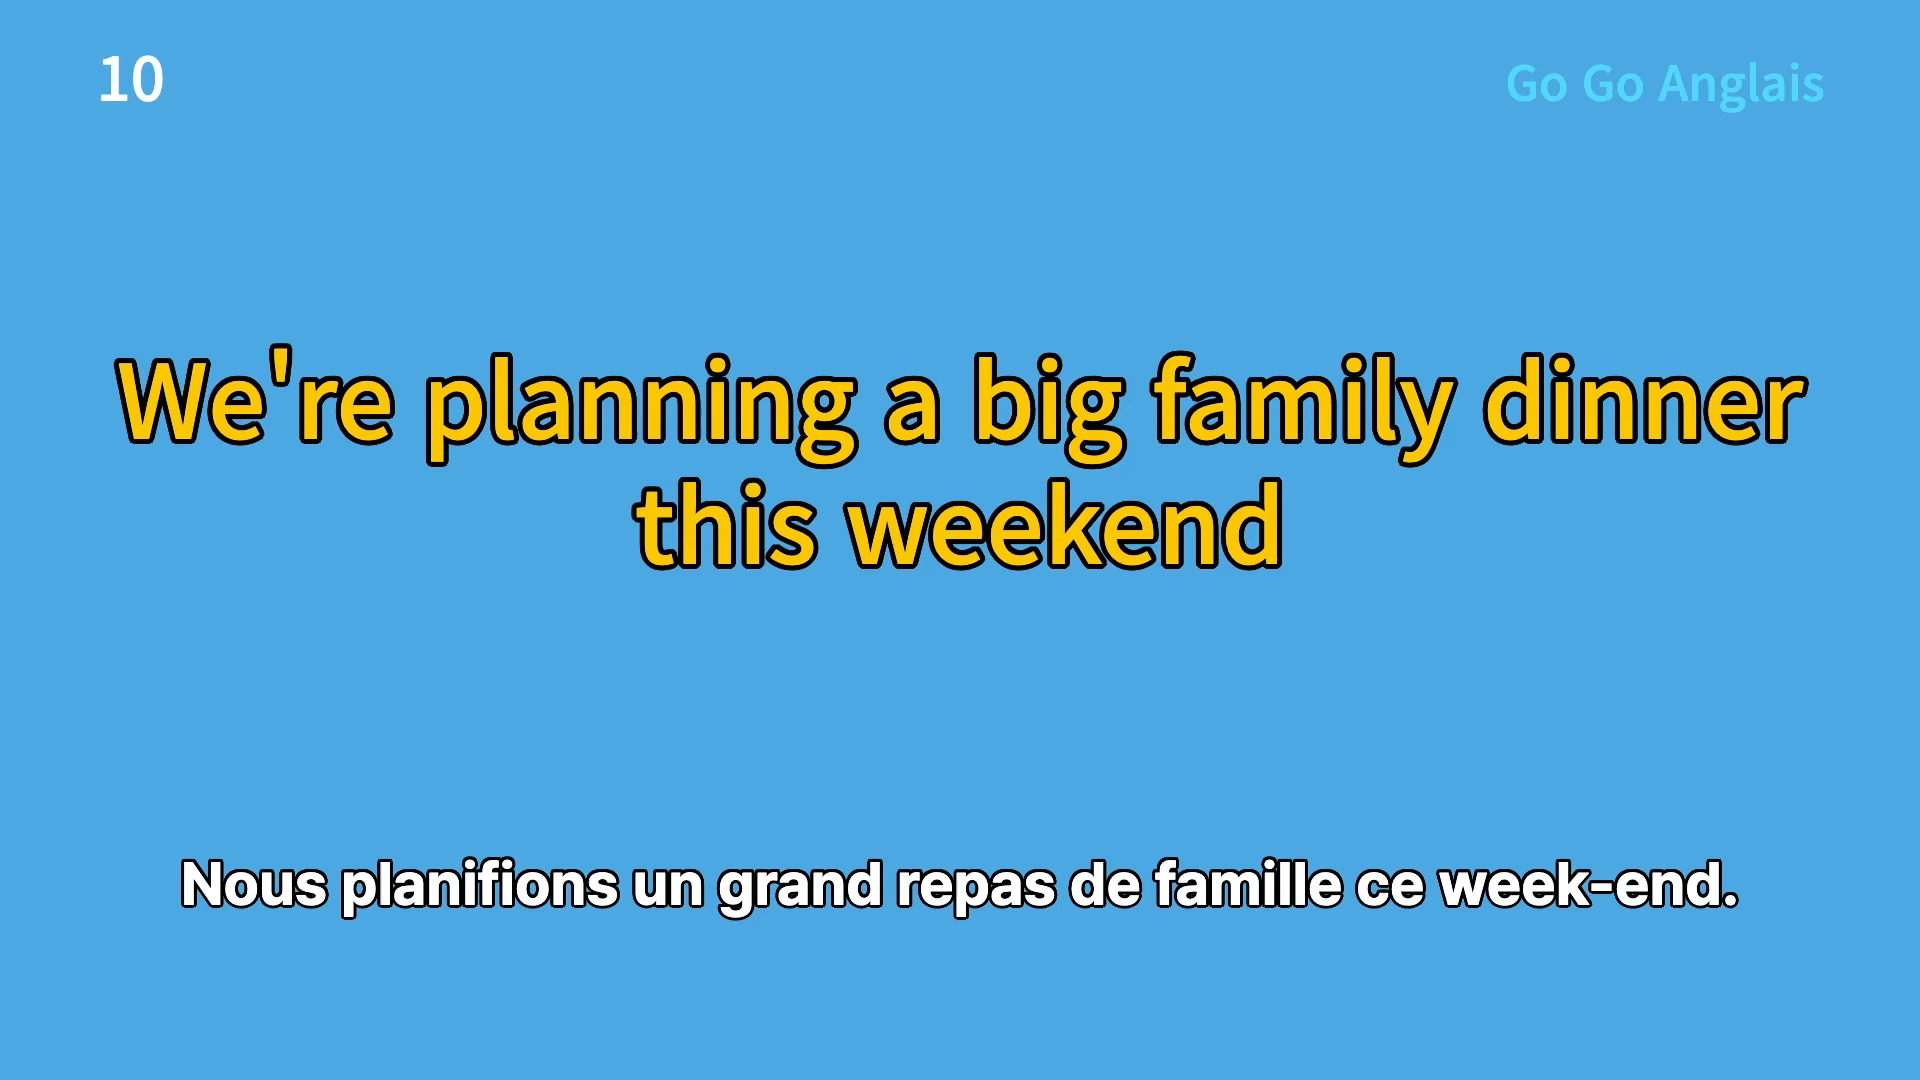 10
Go Go Anglais
We're planning a big family dinner
this weekend
Nous planifions un grand repas de famille ce week-end.